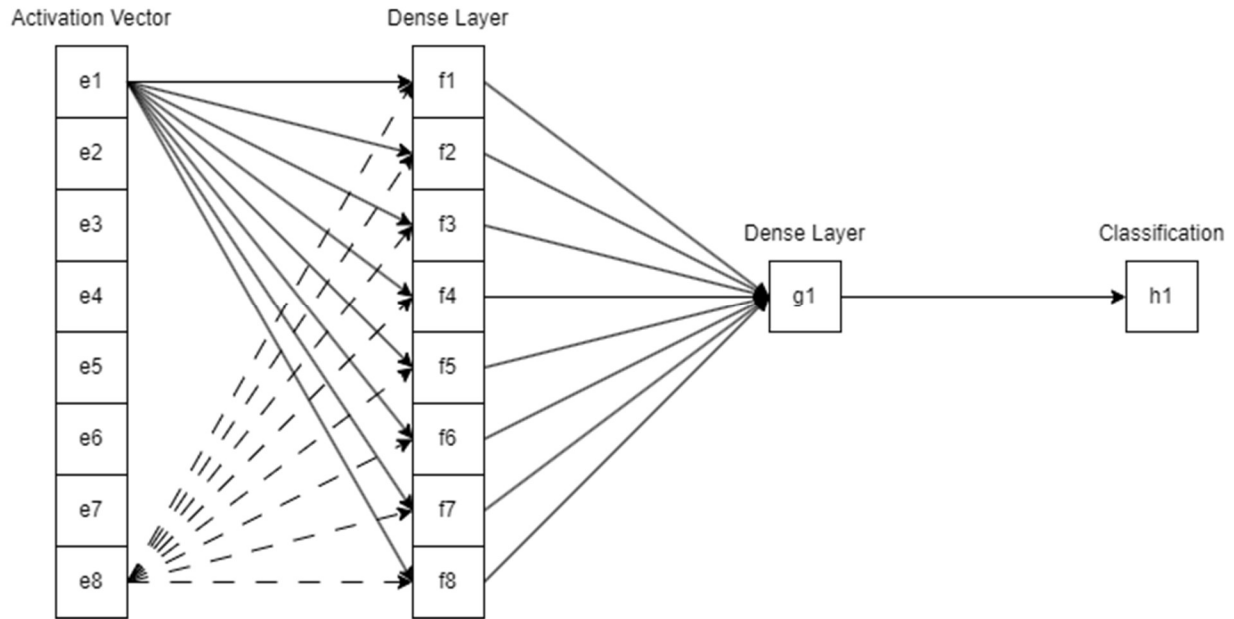 Activation Vector
Dense Layer
e1
e2
e3
e4
e5
e6
e7
e8
f1
f2
f3
f4
f5
f6
f7
f8
Dense Layer
g1
Classification
h1